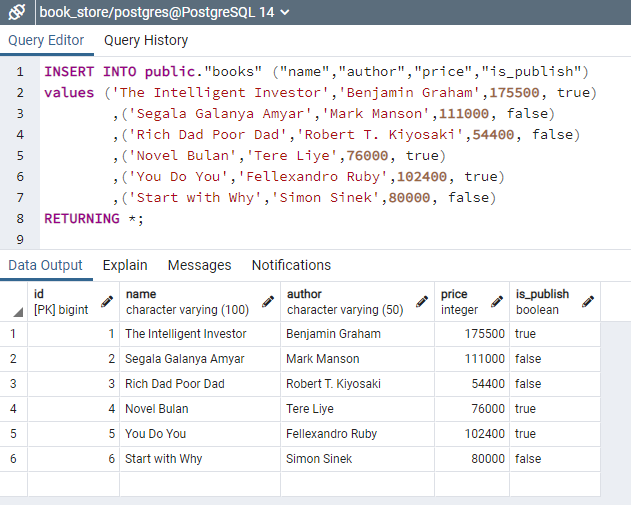 book_store/postgres@PostgreSQL 14
Query Editor Query History
1 INSERT INTO public."books" ("name","author","price","is_publish")
2 values ('The Intelligent Investor','Benjamin Graham',175500, true)
3 ,('Segala Galanya Amyar','Mark Manson',111000, false)
4 ,('Rich Dad Poor Dad','Robert T. Kiyosaki',54400, false)
5 ,('Novel Bulan','Tere Liye',76000, true)
6 ,('You Do You','Fellexandro Ruby',102400, true)
7 ,('Start with Why','Simon Sinek',80000, false)
8 RETURNING *;
9
Data Output Explain Messages Notifications
id name author price is_publish
[PK] bigint character varying (100) character varying (50) integer boolean
1 1 The Intelligent Investor Benjamin Graham 175500 true
2 2 Segala Galanya Amyar Mark Manson 111000 false
3 3 Rich Dad Poor Dad Robert T. Kiyosaki 54400 false
4 4 Novel Bulan Tere Liye 76000 true
5 5 You Do You Fellexandro Ruby 102400 true
6 6 Start with Why Simon Sinek 80000 false